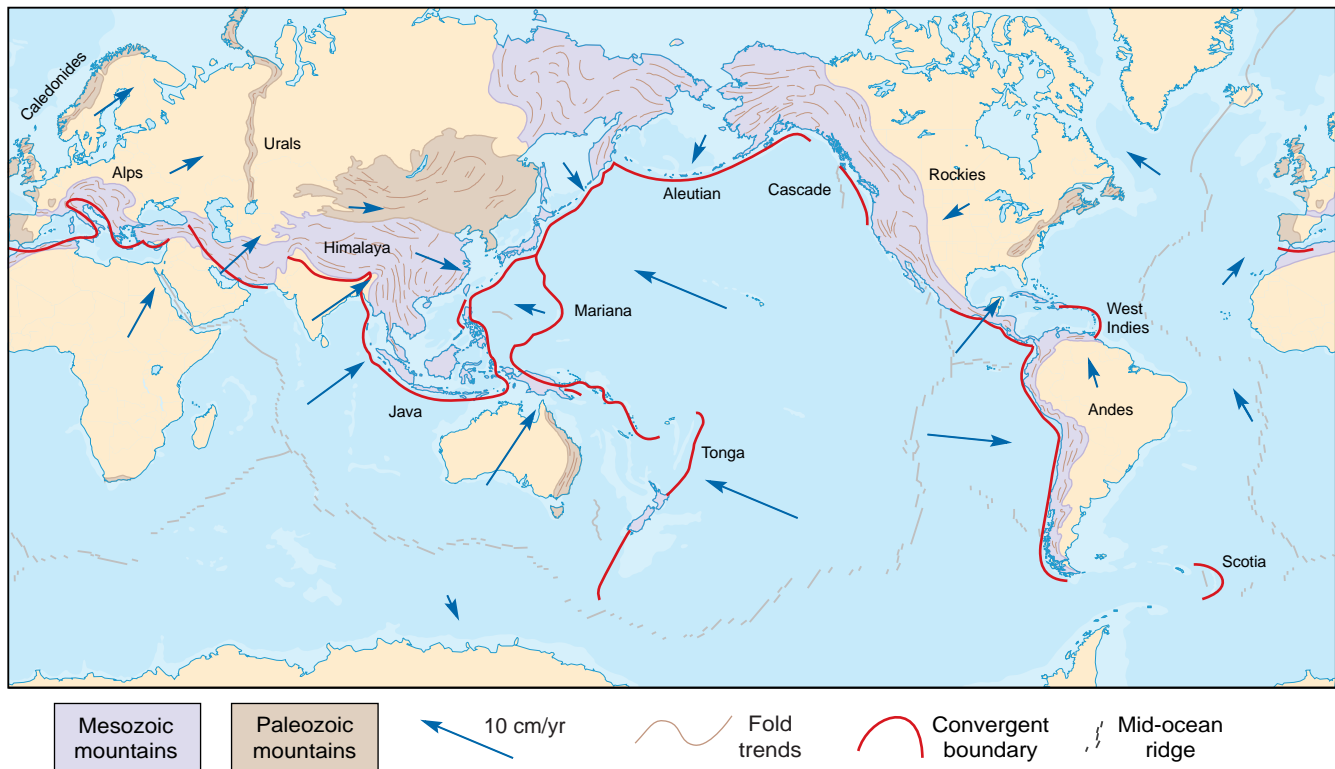 Caledonides
Urals
Alps
Himalaya
Java
Aleutian
Mariana
Tonga
Cascade
Rockies
West
Indies
Andes
Scotia
Mesozoic
mountains
Paleozoic
mountains
10 cm/yr
Fold
trends
Convergent
boundary
Mid-ocean
ridge